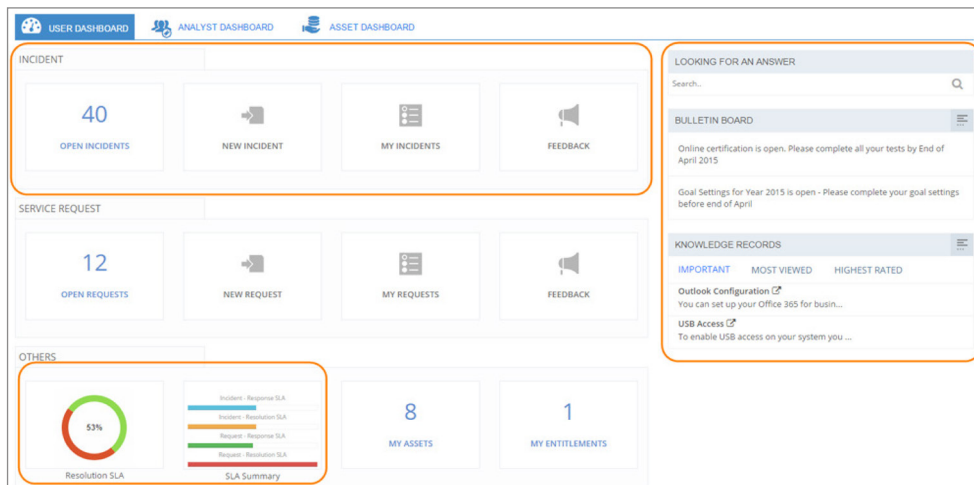 USER DASHBOARD
ANALYST DASHBOARD
ASSET DASHBOARD
INCIDENT
40
OPEN INCIDENTS
NEW INCIDENT
MY INCIDENTS
FEEDBACK
SERVICE REQUEST
12
OPEN REQUESTS
NEW REQUEST
MY REQUESTS
FEEDBACK
OTHERS
53%
Resolution SLA
Incident - Response SLA
Incident - Resolution SLA
Request - Response SLA
Request - Resolution SLA
SLA Summary
8
MY ASSETS
1
MY ENTITLEMENTS
LOOKING FOR AN ANSWER
Search..
BULLETIN BOARD
Online certification is open. Please complete all your tests by End of
April 2015
Goal Settings for Year 2015 is open - Please complete your goal settings
before end of April
KNOWLEDGE RECORDS
IMPORTANT
MOST VIEWED
HIGHEST RATED
Outlook Configuration
You can set up your Office 365 for busin...
USB Access
To enable USB access on your system you ...